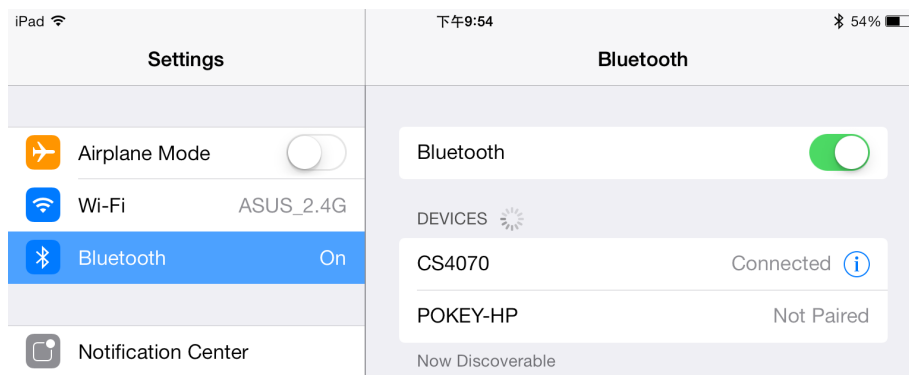 iPad 下午9:54 54%
Settings
Bluetooth
Airplane Mode
Wi-Fi ASUS_2.4G
Bluetooth On
Notification Center
Bluetooth
DEVICES
CS4070 Connected
POKEY-HP Not Paired
Now Discoverable